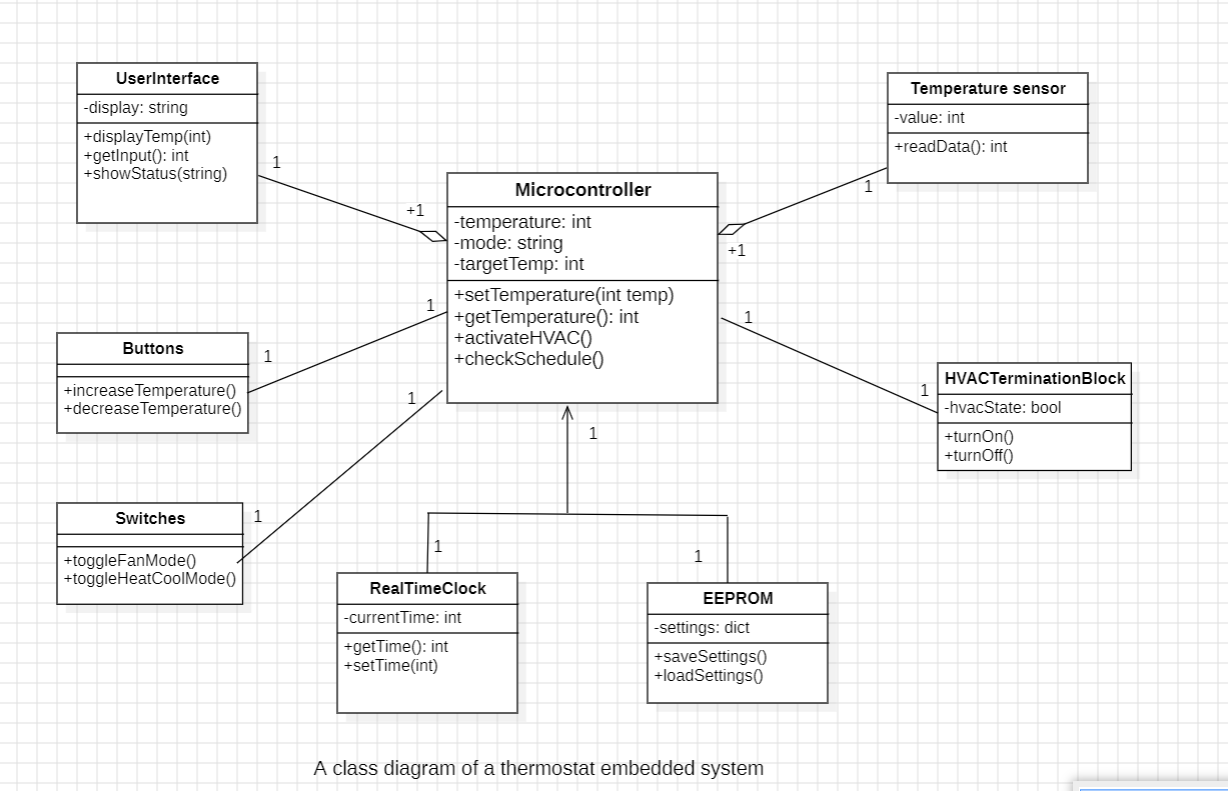 UserInterface
-display: string
+displayTemp(int)
+getInput(): int
+showStatus(string)
1
+1
Temperature sensor
-value: int
+readData(): int
1
+1
Microcontroller
-temperature: int
-mode: string
-targetTemp: int
+setTemperature(int temp)
+getTemperature(): int
+activateHVAC()
+checkSchedule()
1
1
Buttons
+increaseTemperature()
+decreaseTemperature()
1
1
HVACTerminationBlock
-hvacState: bool
+turnOn()
+turnOff()
1
1
Switches
+toggleFanMode()
+toggleHeatCoolMode()
1
1
1
1
RealTimeClock
-currentTime: int
+getTime(): int
+setTime(int)
EEPROM
-settings: dict
+saveSettings()
+loadSettings()
A class diagram of a thermostat embedded system